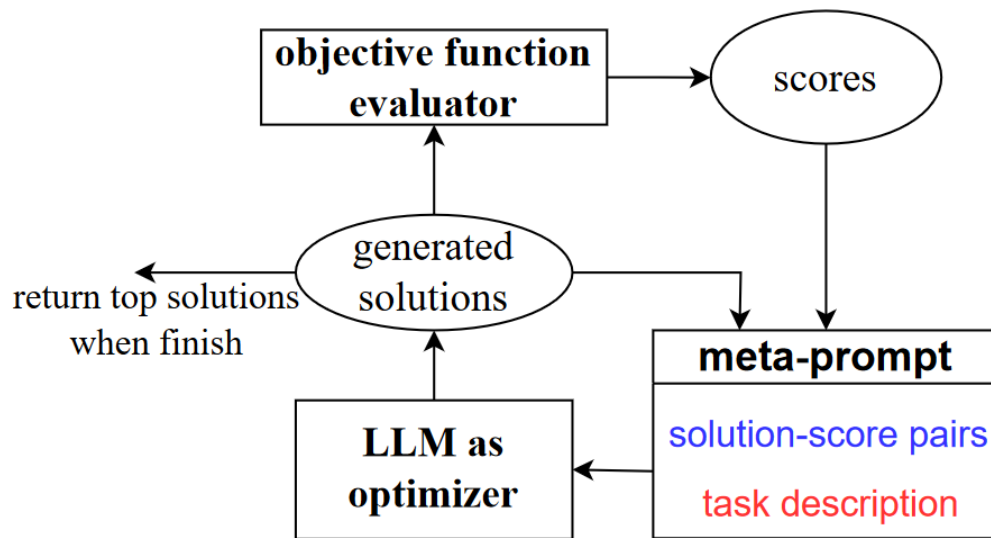 objective function
evaluator
scores
generated
solutions
return top solutions
when finish
meta-prompt
solution-score pairs
task description
LLM as
optimizer